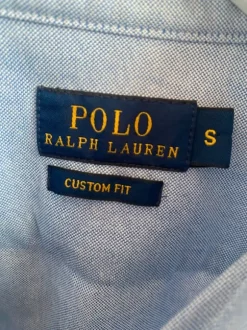 POLO
RALPH LAUREN
S
CUSTOM FIT